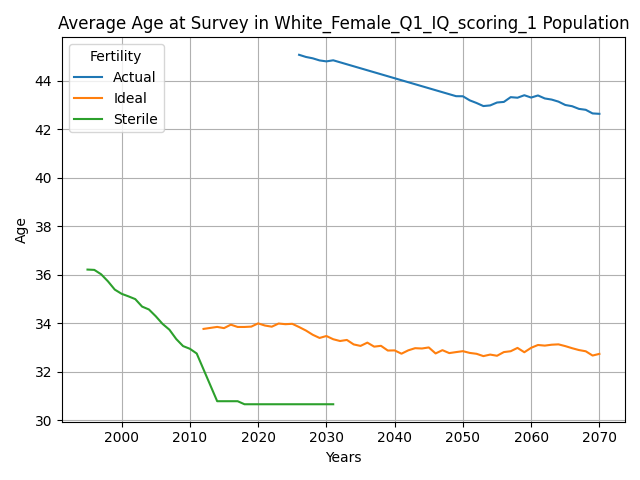 Average Age at Survey in White_Female_Q1_IQ_scoring_1 Population
Fertility
Actual
Ideal
Sterile
Age
44
42
40
38
36
34
32
30
2000
2010
2020
2030
2040
2050
2060
2070
Years